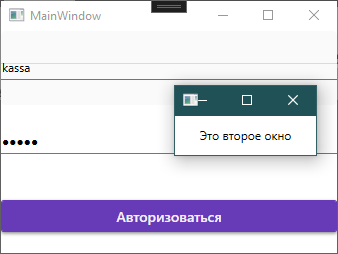 MainWindow
kassa
Это второе окно
●●●●●
Авторизоваться